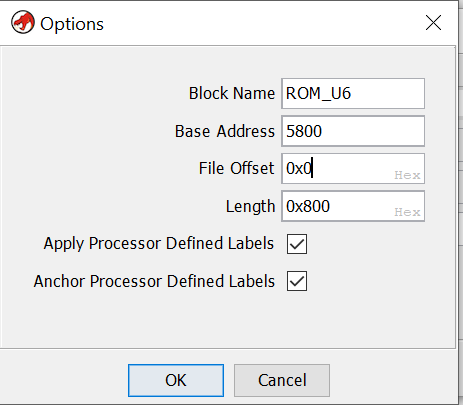 Options
Block Name ROM_U6
Base Address 5800
File Offset 0x0 Hex
Length 0x800 Hex
Apply Processor Defined Labels
Anchor Processor Defined Labels
OK Cancel